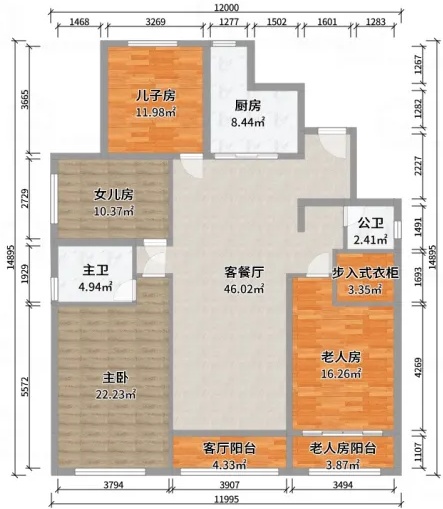 12000
1468 3269 1277 1502 1601 1283
14895
3665
2729
1929
5572
儿子房
11.98㎡
厨房
8.44㎡
女儿房
10.37㎡
公卫
2.41㎡
主卫
4.94㎡
客餐厅
46.02㎡
步入式衣柜
3.35㎡
主卧
22.23㎡
老人房
16.26㎡
客厅阳台
4.33㎡
老人房阳台
3.87㎡
1267
1282
2227
1491
1693
4269
1107
14895
3794 3907 3494
11995